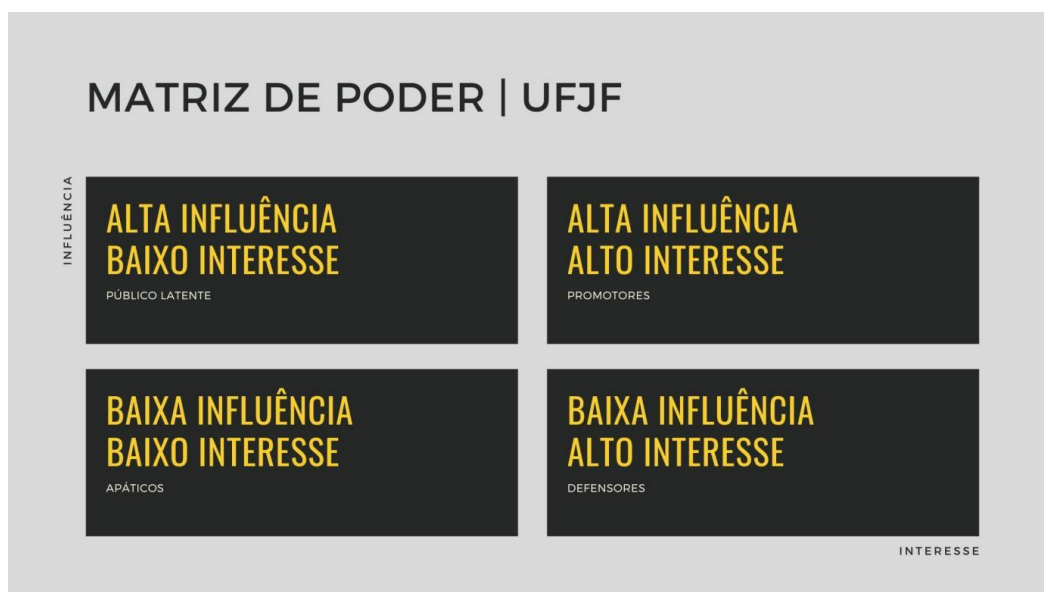 MATRIZ DE PODER | UFJF
INFLUÊNCIA
ALTA INFLUÊNCIA
BAIXO INTERESSE
PÚBLICO LATENTE
ALTA INFLUÊNCIA
ALTO INTERESSE
PROMOTORES
BAIXA INFLUÊNCIA
BAIXO INTERESSE
APÁTICOS
BAIXA INFLUÊNCIA
ALTO INTERESSE
DEFENSORES
INTERESSE